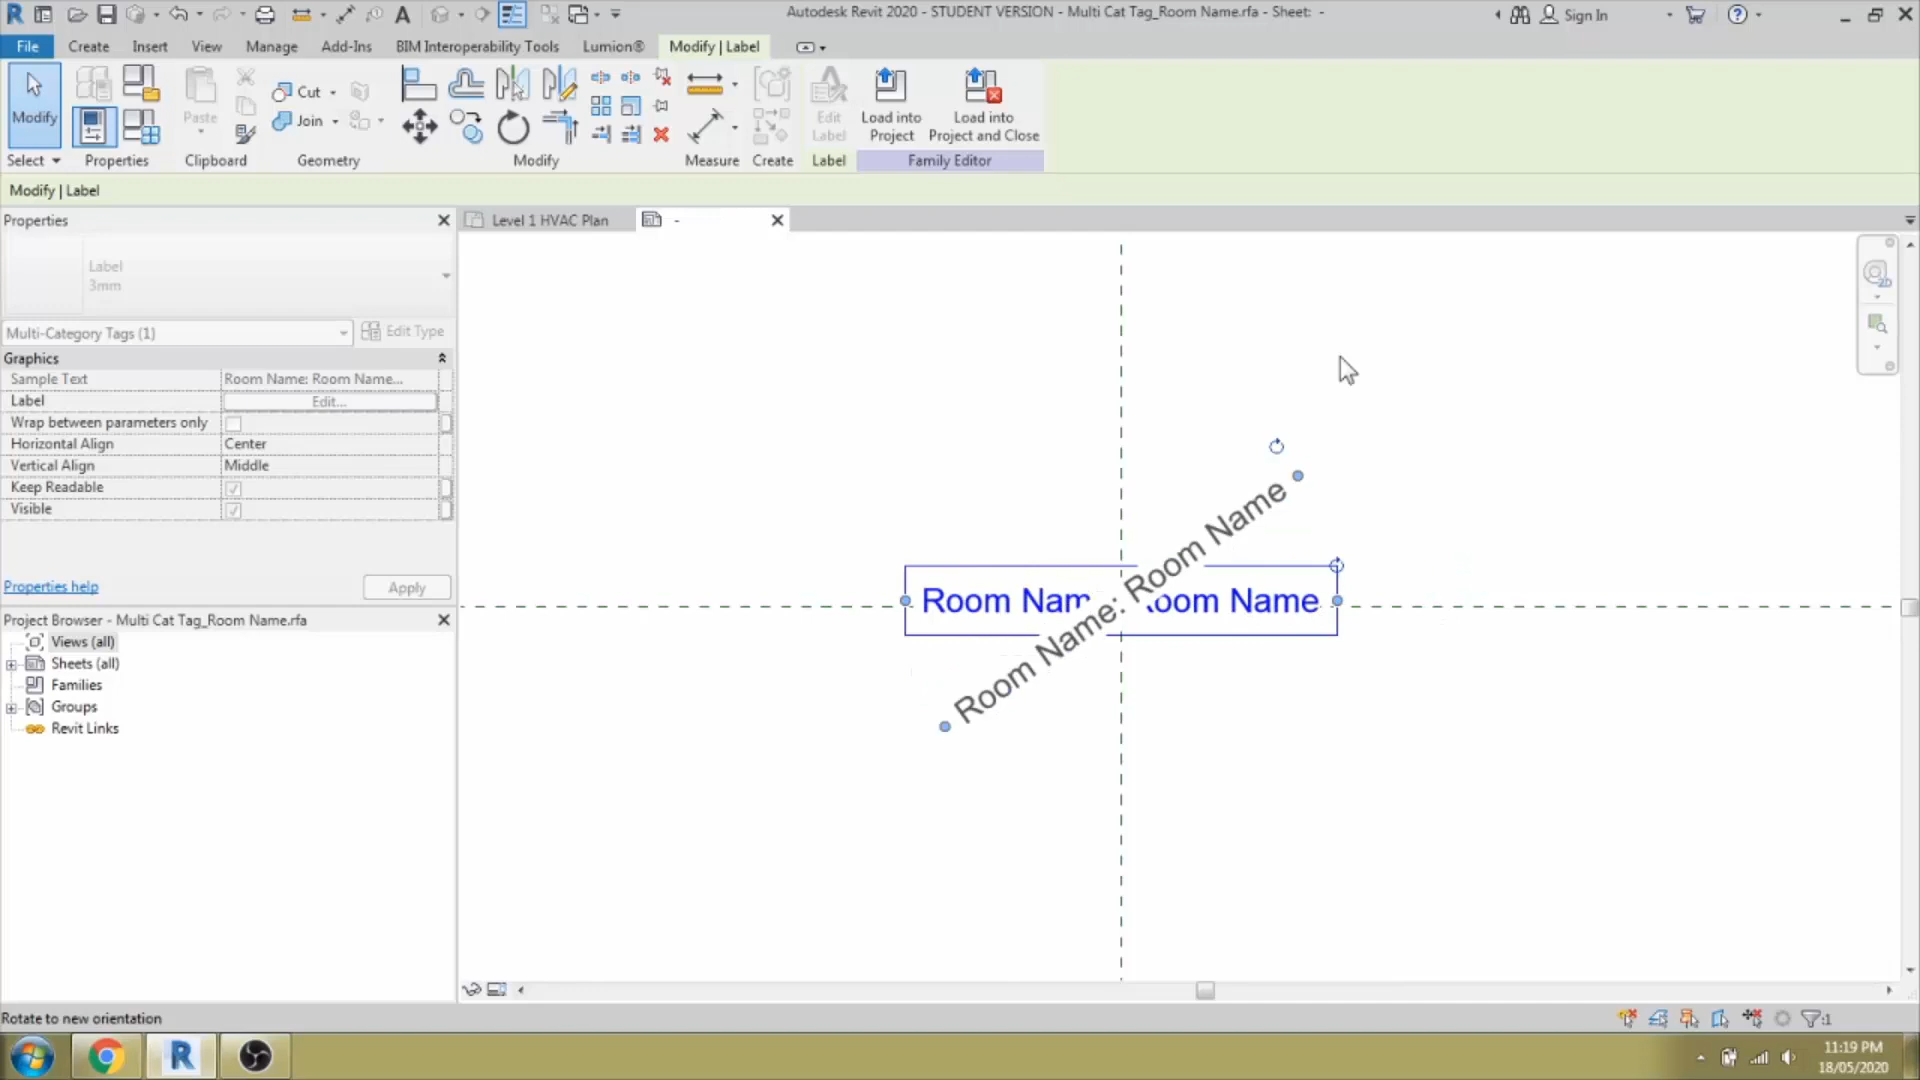 Autodesk Revit 2020 - STUDENT VERSION - Multi Cat Tag_Room Name.rfa - Sheet: -
Sign In
File Create Insert View Manage Add-Ins BIM Interoperability Tools Lumion® Modify | Label
Modify
Paste
Cut
Join
Edit Label
Load into Project
Load into Project and Close
Select Properties Clipboard Geometry Modify Measure Create Label Family Editor
Modify | Label
Properties
Level 1 HVAC Plan
-
Label
3mm
Multi-Category Tags (1)
Edit Type
Graphics
Sample Text Room Name: Room Name...
Label Edit...
Wrap between parameters only
Horizontal Align Center
Vertical Align Middle
Keep Readable
Visible
Properties help
Apply
Project Browser - Multi Cat Tag_Room Name.rfa
Views (all)
Sheets (all)
Families
Groups
Revit Links
2D
Room Name: Room Name
Room Nam oom Name
Rotate to new orientation
:1
11:19 PM
18/05/2020